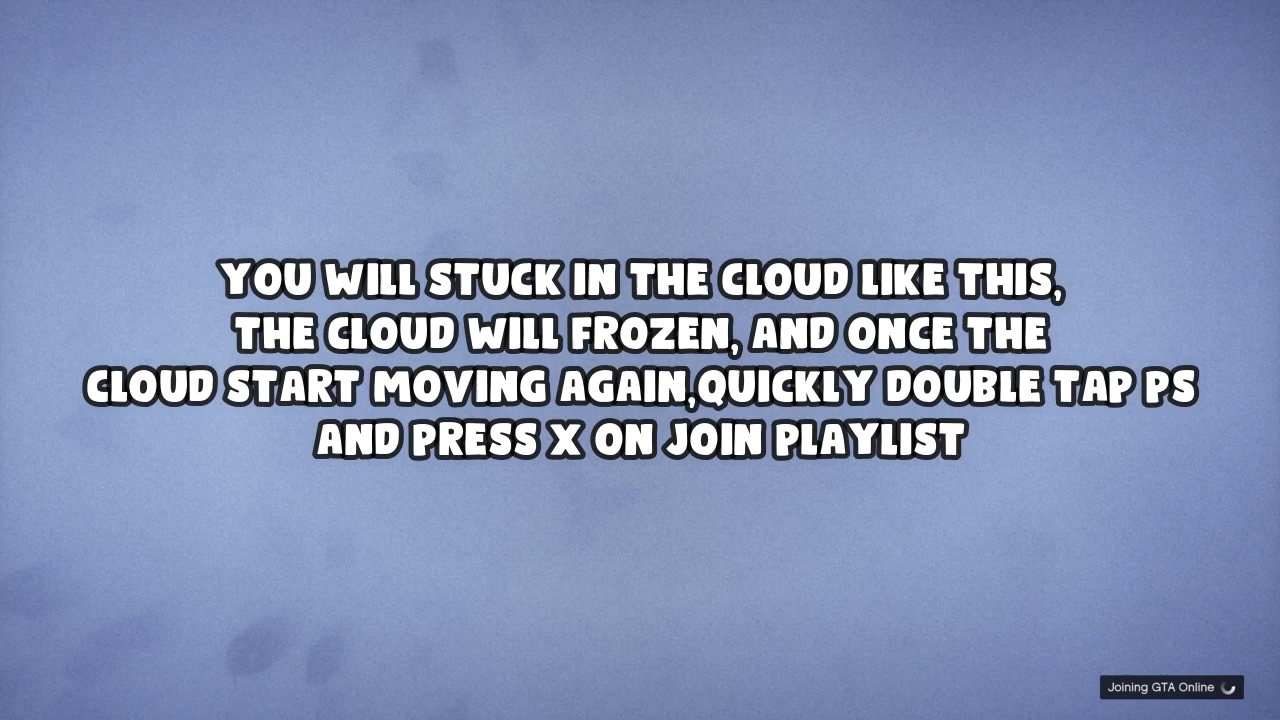 YOU WILL STUCK IN THE CLOUD LIKE THIS,
THE CLOUD WILL FROZEN, AND ONCE THE
CLOUD START MOVING AGAIN,QUICKLY DOUBLE TAP PS
AND PRESS X ON JOIN PLAYLIST
Joining GTA Online